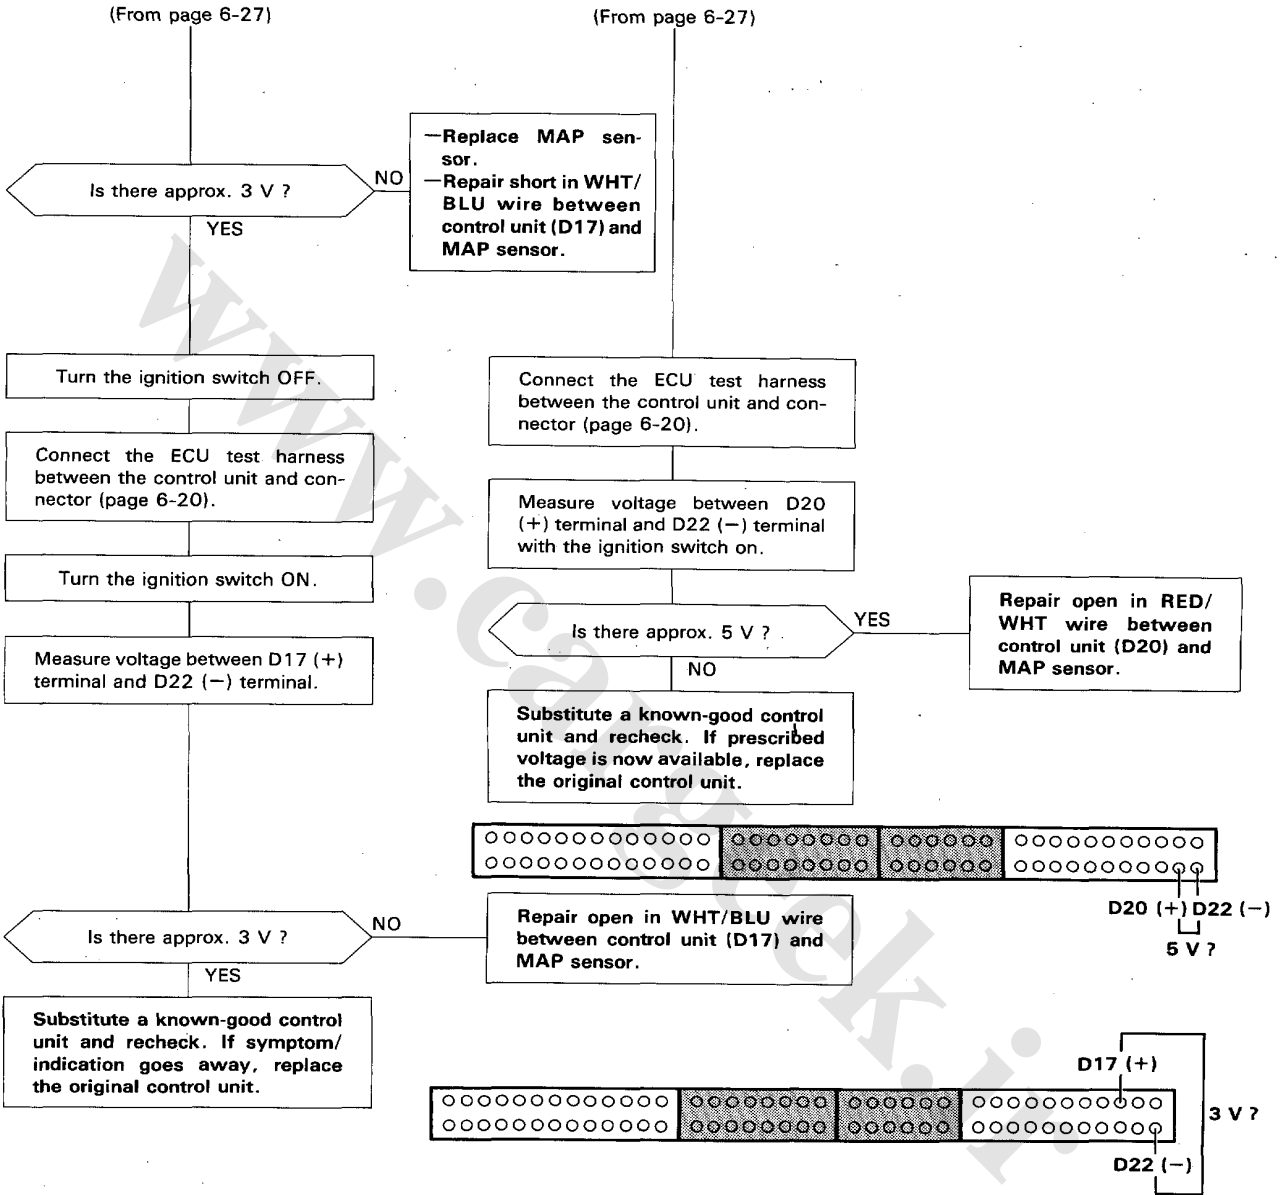 (From page 6-27)
(From page 6-27)
Is there approx. 3 V ?
NO
YES
—Replace MAP sen-
sor.
—Repair short in WHT/
BLU wire between
control unit (D17) and
MAP sensor.
Turn the ignition switch OFF.
Connect the ECU test harness
between the control unit and con-
nector (page 6-20).
Turn the ignition switch ON.
Measure voltage between D17 (+)
terminal and D22 (—) terminal.
Connect the ECU test harness
between the control unit and con-
nector (page 6-20).
Measure voltage between D20
(+) terminal and D22 (—) terminal
with the ignition switch on.
Is there approx. 5 V ?
YES
NO
Repair open in RED/
WHT wire between
control unit (D20) and
MAP sensor.
Substitute a known-good control
unit and recheck. If prescribed
voltage is now available, replace
the original control unit.
D20 (+) D22 (—)
5 V ?
Is there approx. 3 V ?
NO
YES
Repair open in WHT/BLU wire
between control unit (D17) and
MAP sensor.
Substitute a known-good control
unit and recheck. If symptom/
indication goes away, replace
the original control unit.
D17 (+)
3 V ?
D22 (—)
www.cargeek.ir